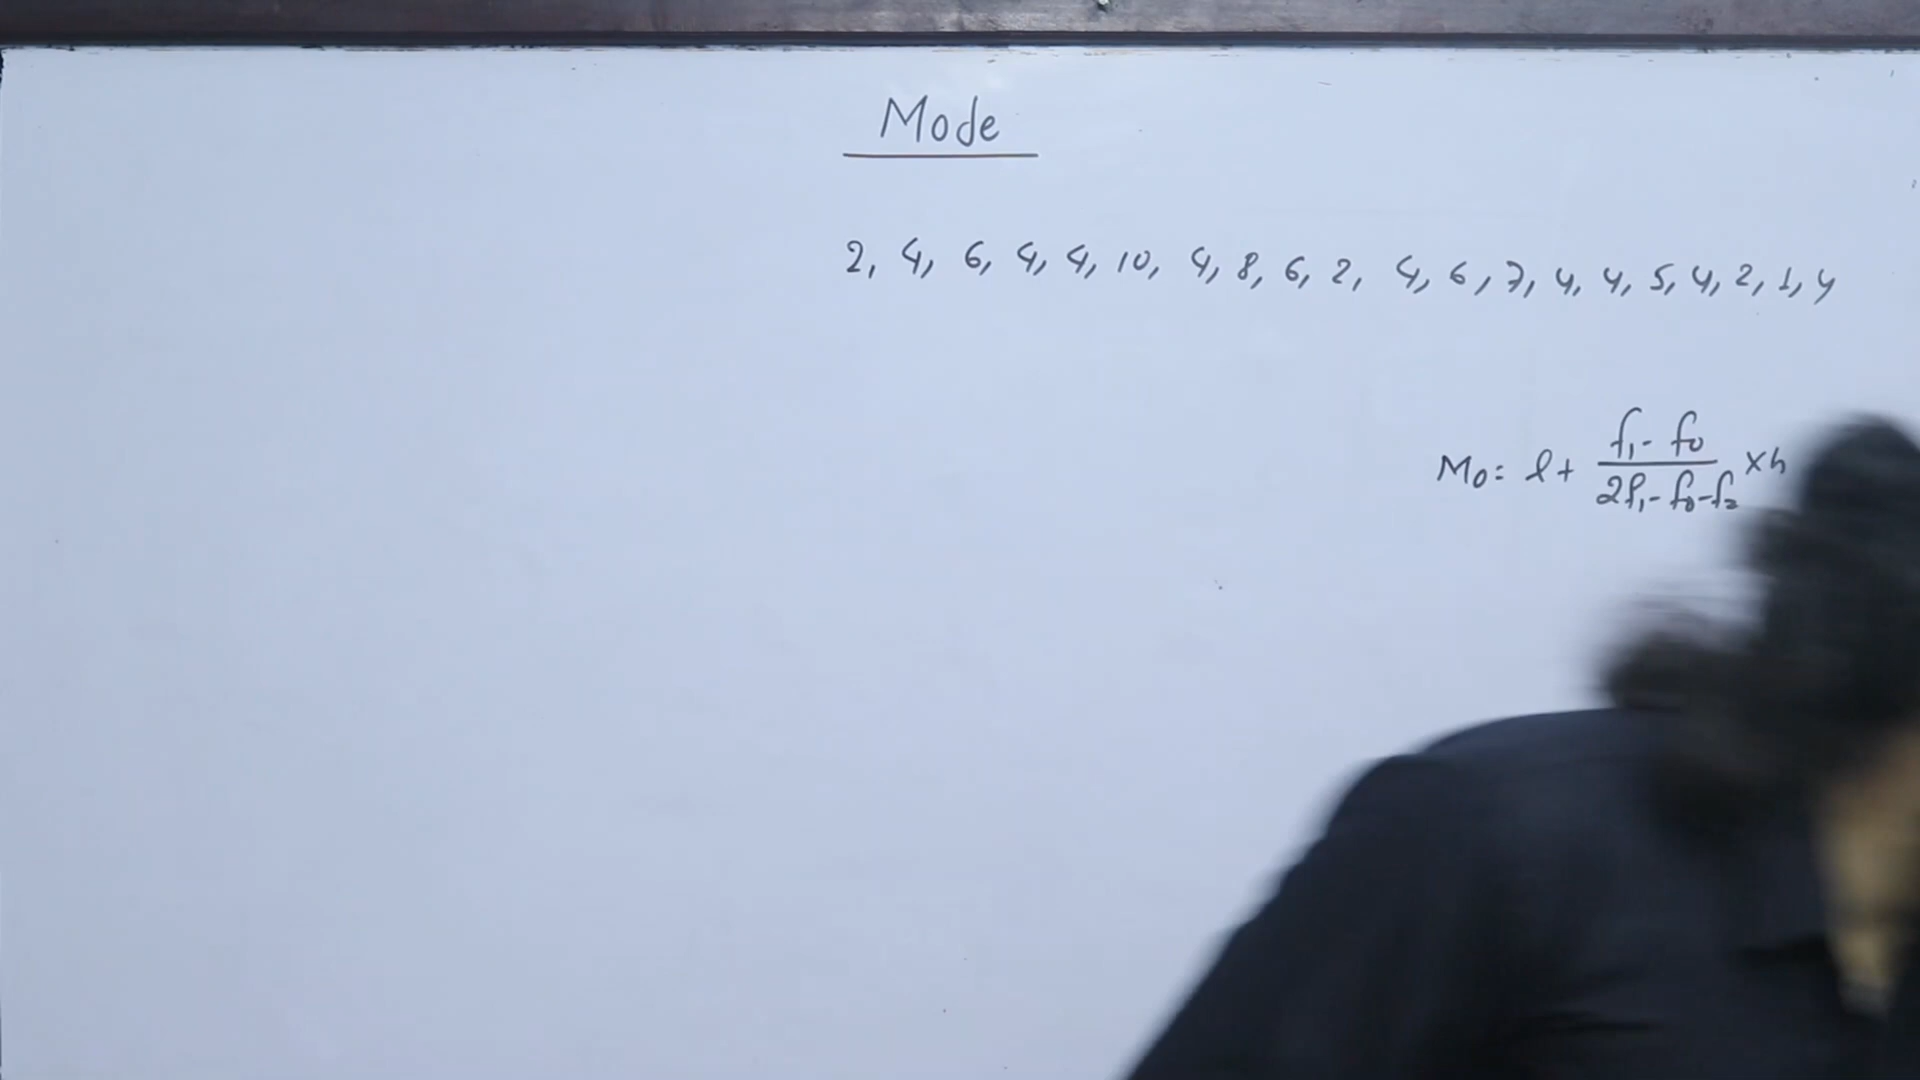 Mode
2, 4, 6, 4, 4, 10, 4, 8, 6, 2, 4, 6, 7, 4, 4, 5, 4, 2, 1, 4
M₀ = l + (f₁ - f₀) / (2f₁ - f₀ - f₂) × h